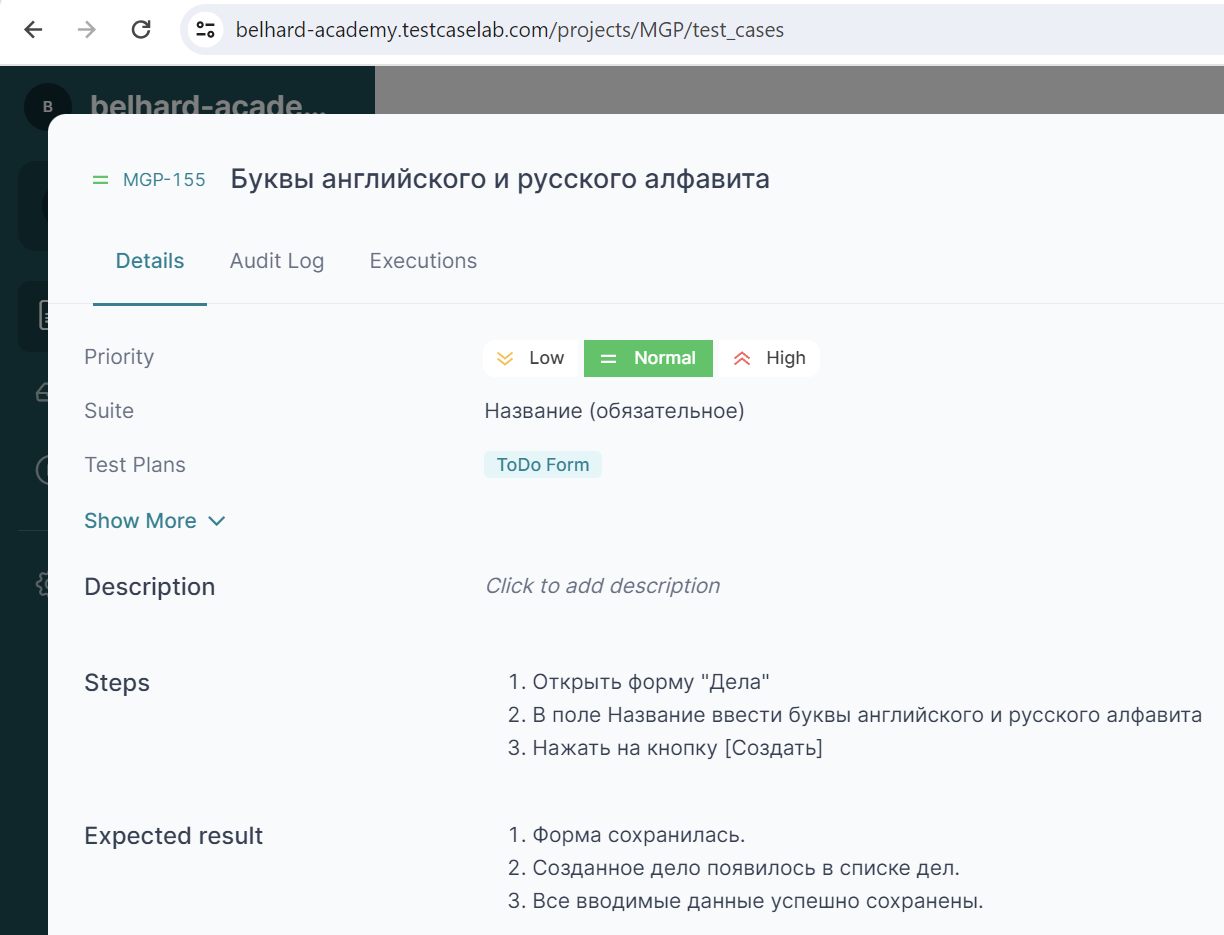 belhard-academy.testcaselab.com/projects/MGP/test_cases
B belhard-acade...
MGP-155 Буквы английского и русского алфавита
Details Audit Log Executions
Priority Low Normal High
Suite Название (обязательное)
Test Plans ToDo Form
Show More
Description Click to add description
Steps 1. Открыть форму "Дела"
2. В поле Название ввести буквы английского и русского алфавита
3. Нажать на кнопку [Создать]
Expected result 1. Форма сохранилась.
2. Созданное дело появилось в списке дел.
3. Все вводимые данные успешно сохранены.